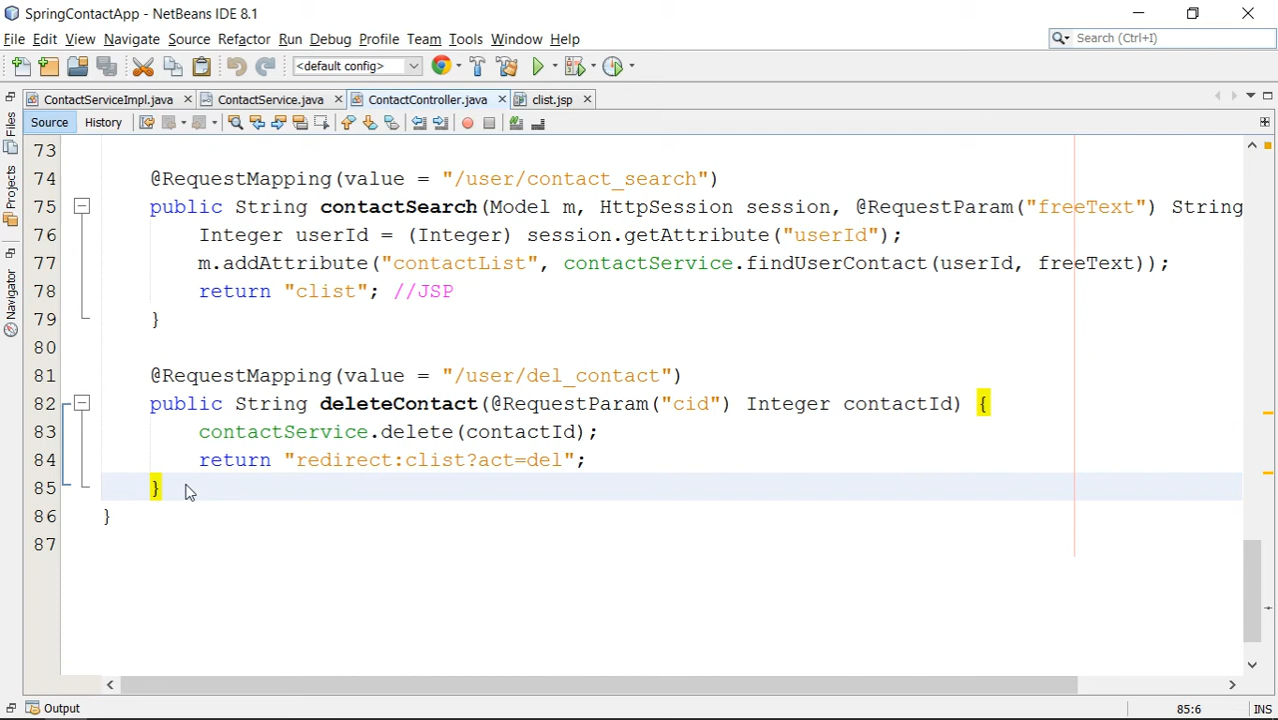 SpringContactApp - NetBeans IDE 8.1
File Edit View Navigate Source Refactor Run Debug Profile Team Tools Window Help
Search (Ctrl+I)
<default config>
ContactServiceImpl.java ContactService.java ContactController.java clist.jsp
Source History
Files
Projects
Navigator
73
74 @RequestMapping(value = "/user/contact_search")
75 public String contactSearch(Model m, HttpSession session, @RequestParam("freeText") String
76 Integer userId = (Integer) session.getAttribute("userId");
77 m.addAttribute("contactList", contactService.findUserContact(userId, freeText));
78 return "clist"; //JSP
79 }
80
81 @RequestMapping(value = "/user/del_contact")
82 public String deleteContact(@RequestParam("cid") Integer contactId) {
83 contactService.delete(contactId);
84 return "redirect:clist?act=del";
85 }
86 }
87
Output
85:6 INS